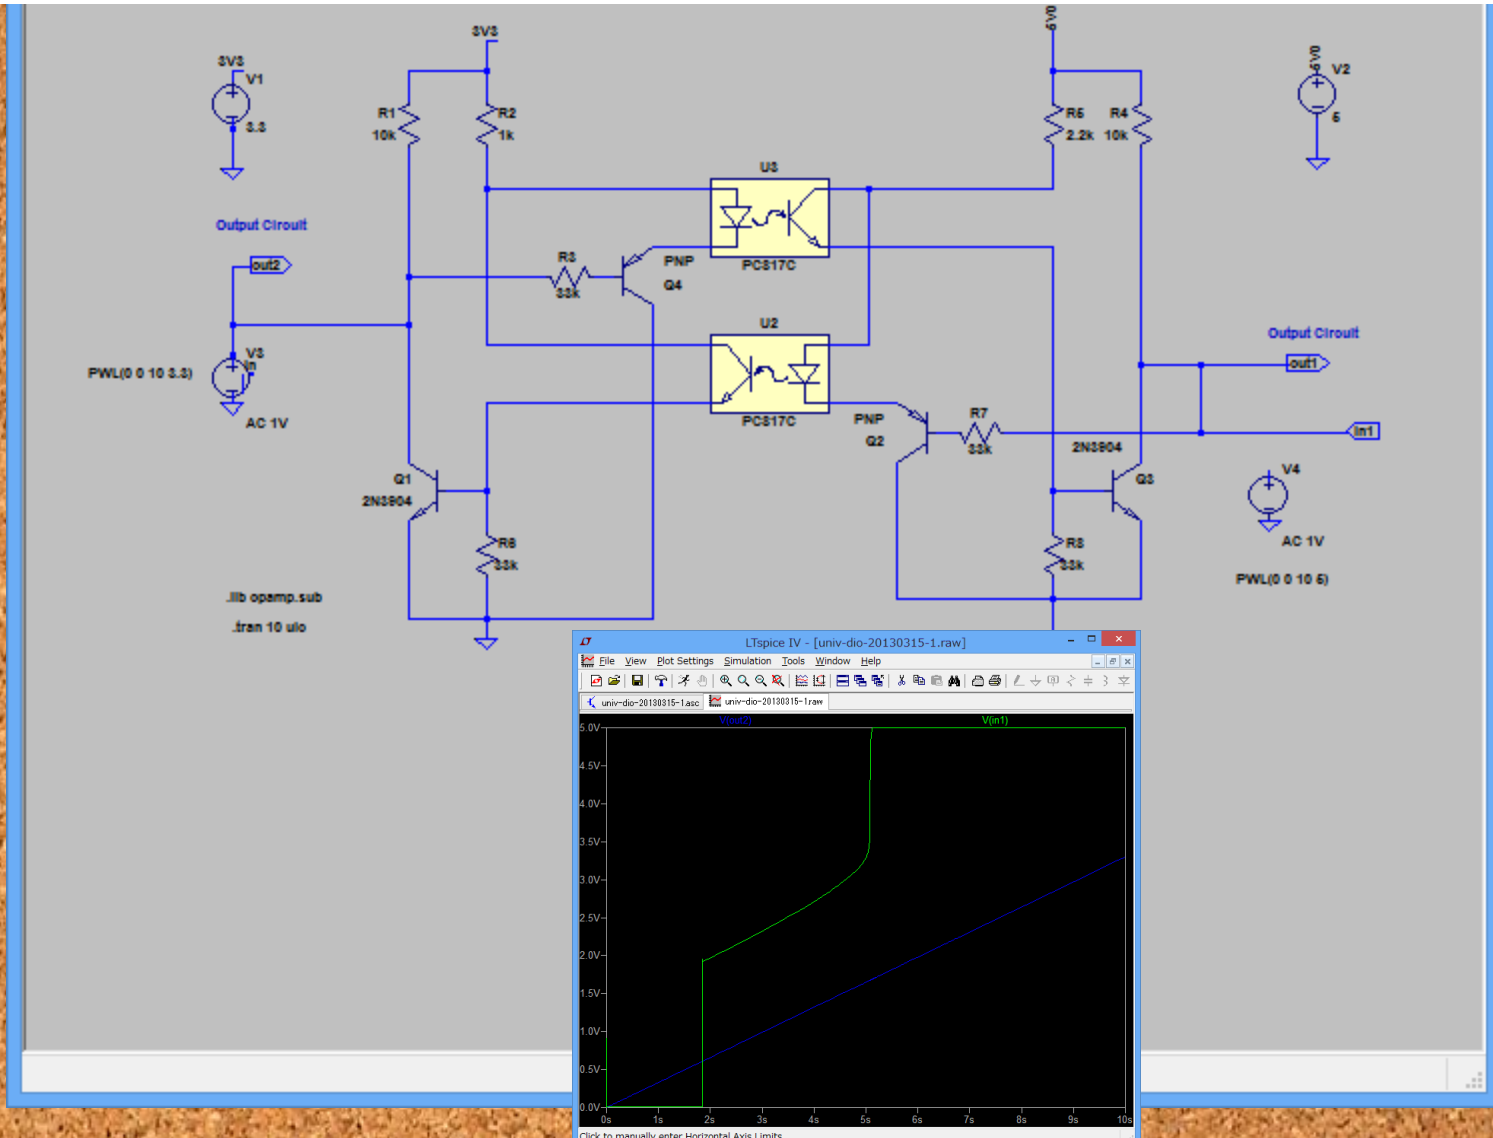 3V3
5V0
3V3
V1
3.3
5V0
V2
5
R1
10k
R2
1k
R5
2.2k
R4
10k
U3
PC817C
Output Circuit
out2
R3
33k
PNP
Q4
U2
PC817C
Output Circuit
out1
V3
in
PWL(0 0 10 3.3)
AC 1V
PNP
Q2
R7
33k
in1
2N3904
Q3
Q1
2N3904
V4
AC 1V
PWL(0 0 10 5)
R6
33k
R8
33k
.lib opamp.sub
.tran 10 uic
LTspice IV - [univ-dio-20130315-1.raw]
File View Plot Settings Simulation Tools Window Help
univ-dio-20130315-1.asc
univ-dio-20130315-1.raw
V(out2)
V(in1)
5.0V
4.5V
4.0V
3.5V
3.0V
2.5V
2.0V
1.5V
1.0V
0.5V
0.0V
0s 1s 2s 3s 4s 5s 6s 7s 8s 9s 10s
Click to manually enter Horizontal Axis Limits